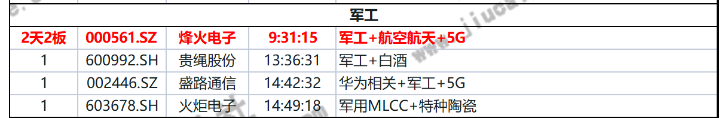 军工
2天2板 000561.SZ 烽火电子 9:31:15 军工+航空航天+5G
1 600992.SH 贵绳股份 13:36:31 军工+白酒
1 002446.SZ 盛路通信 14:42:32 华为相关+军工+5G
1 603678.SH 火炬电子 14:49:18 军用MLCC+特种陶瓷